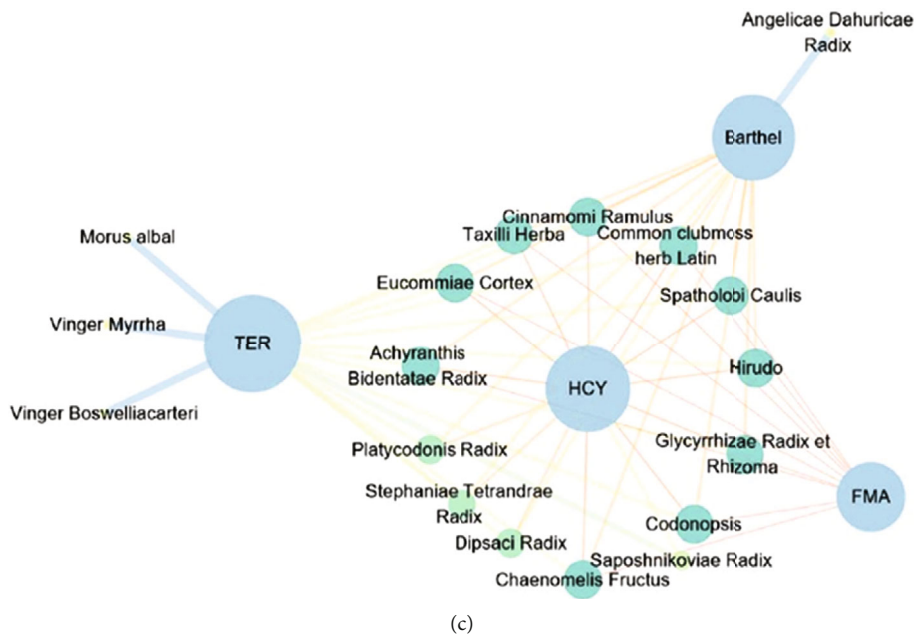 Angelicae Dahuricae
Radix
Barthel
Cinnamomi Ramulus
Taxilli Herba
Common clubmoss
herb Latin
Morus albal
Eucommiae Cortex
Spatholobi Caulis
Vinger Myrrha
TER
Achyranthis
Bidentatae Radix
Hirudo
HCY
Vinger Boswelliacarteri
Platycodonis Radix
Glycyrrhizae Radix et
Rhizoma
Stephaniae Tetrandrae
Radix
FMA
Codonopsis
Dipsaci Radix
Saposhnikoviae Radix
Chaenomelis Fructus
(c)